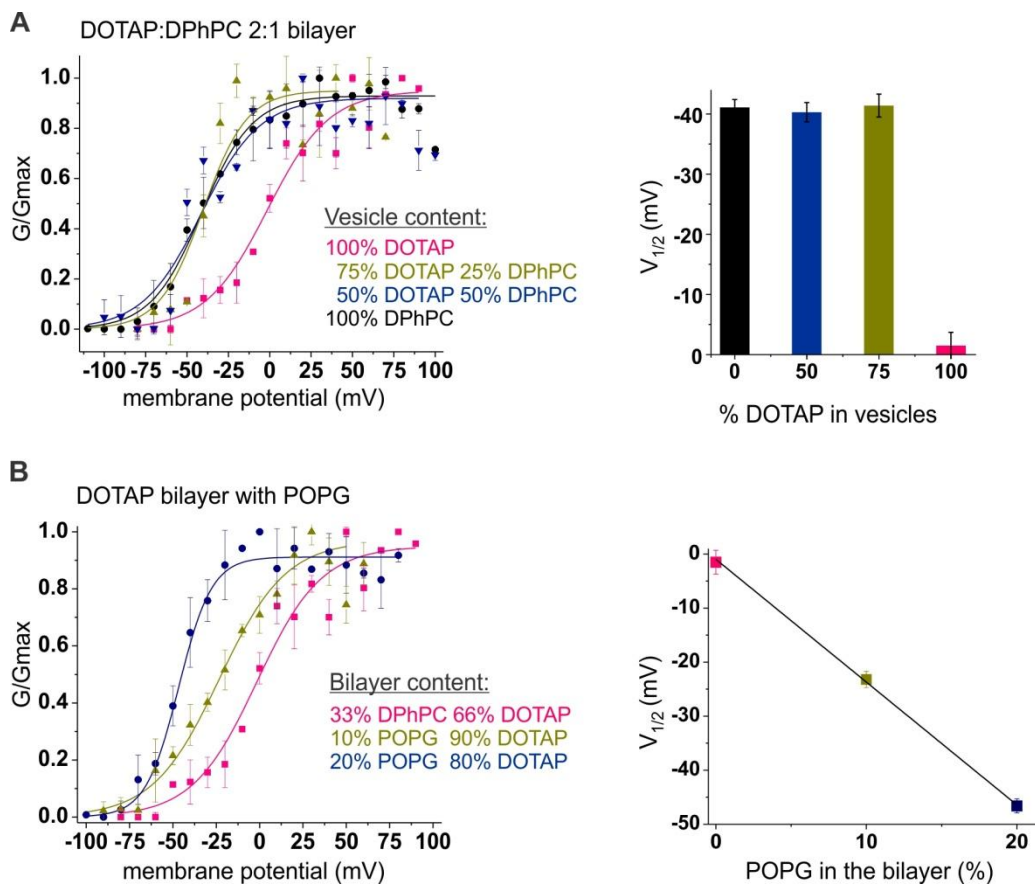 A
DOTAP:DPhPC 2:1 bilayer
G/Gmax
1.0
0.8
0.6
0.4
0.2
0.0
-100 -75 -50 -25 0 25 50 75 100
membrane potential (mV)
Vesicle content:
100% DOTAP
75% DOTAP 25% DPhPC
50% DOTAP 50% DPhPC
100% DPhPC
V1/2 (mV)
-40
-30
-20
-10
0
0 50 75 100
% DOTAP in vesicles
B
DOTAP bilayer with POPG
G/Gmax
1.0
0.8
0.6
0.4
0.2
0.0
-100 -75 -50 -25 0 25 50 75 100
membrane potential (mV)
Bilayer content:
33% DPhPC 66% DOTAP
10% POPG 90% DOTAP
20% POPG 80% DOTAP
V1/2 (mV)
0
-10
-20
-30
-40
-50
0 10 20
POPG in the bilayer (%)